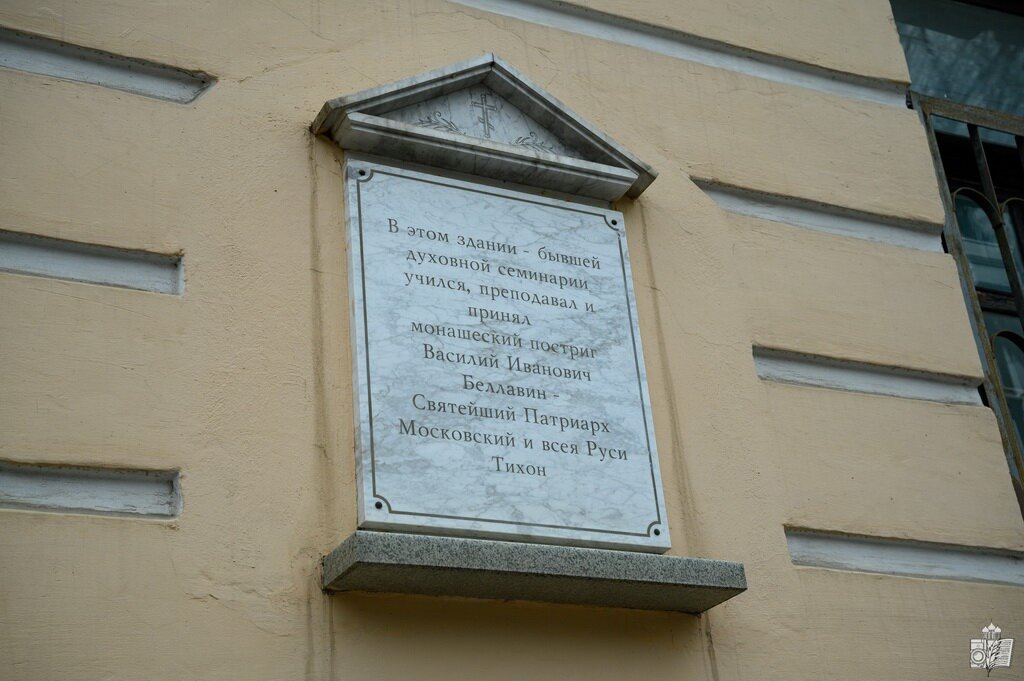 В этом здании - бывшей
духовной семинарии
учился, преподавал и
принял
монашеский постриг
Василий Иванович
Беллавин -
Святейший Патриарх
Московский и всея Руси
Тихон